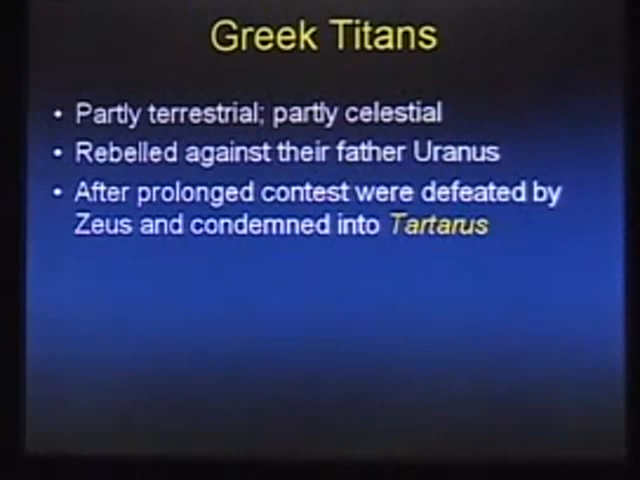 Greek Titans
• Partly terrestrial; partly celestial
• Rebelled against their father Uranus
• After prolonged contest were defeated by
Zeus and condemned into Tartarus